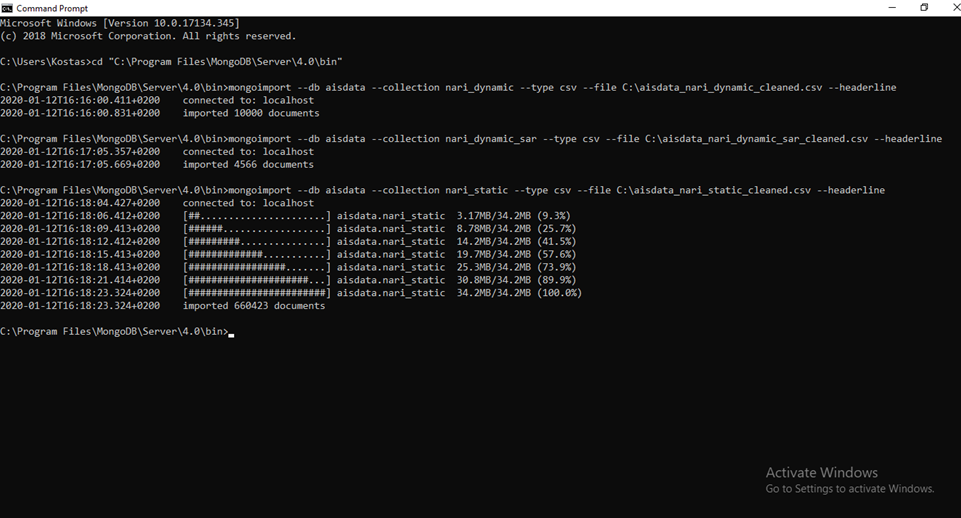 Command Prompt
Microsoft Windows [Version 10.0.17134.345]
(c) 2018 Microsoft Corporation. All rights reserved.
C:\Users\Kostas>cd "C:\Program Files\MongoDB\Server\4.0\bin"
C:\Program Files\MongoDB\Server\4.0\bin>mongoimport --db aisdata --collection nari_dynamic --type csv --file C:\aisdata_nari_dynamic_cleaned.csv --headerline
2020-01-12T16:16:00.411+0200    connected to: localhost
2020-01-12T16:16:00.831+0200    imported 10000 documents
C:\Program Files\MongoDB\Server\4.0\bin>mongoimport --db aisdata --collection nari_dynamic_sar --type csv --file C:\aisdata_nari_dynamic_sar_cleaned.csv --headerline
2020-01-12T16:17:05.357+0200    connected to: localhost
2020-01-12T16:17:05.669+0200    imported 4566 documents
C:\Program Files\MongoDB\Server\4.0\bin>mongoimport --db aisdata --collection nari_static --type csv --file C:\aisdata_nari_static_cleaned.csv --headerline
2020-01-12T16:18:04.427+0200    connected to: localhost
2020-01-12T16:18:06.412+0200    [##......................] aisdata.nari_static  3.17MB/34.2MB (9.3%)
2020-01-12T16:18:09.413+0200    [######..................] aisdata.nari_static  8.78MB/34.2MB (25.7%)
2020-01-12T16:18:12.412+0200    [#########...............] aisdata.nari_static  14.2MB/34.2MB (41.5%)
2020-01-12T16:18:15.413+0200    [#############...........] aisdata.nari_static  19.7MB/34.2MB (57.6%)
2020-01-12T16:18:18.413+0200    [#################.......] aisdata.nari_static  25.3MB/34.2MB (73.9%)
2020-01-12T16:18:21.414+0200    [#####################...] aisdata.nari_static  30.8MB/34.2MB (89.9%)
2020-01-12T16:18:23.324+0200    [########################] aisdata.nari_static  34.2MB/34.2MB (100.0%)
2020-01-12T16:18:23.324+0200    imported 660423 documents
C:\Program Files\MongoDB\Server\4.0\bin>
Activate Windows
Go to Settings to activate Windows.